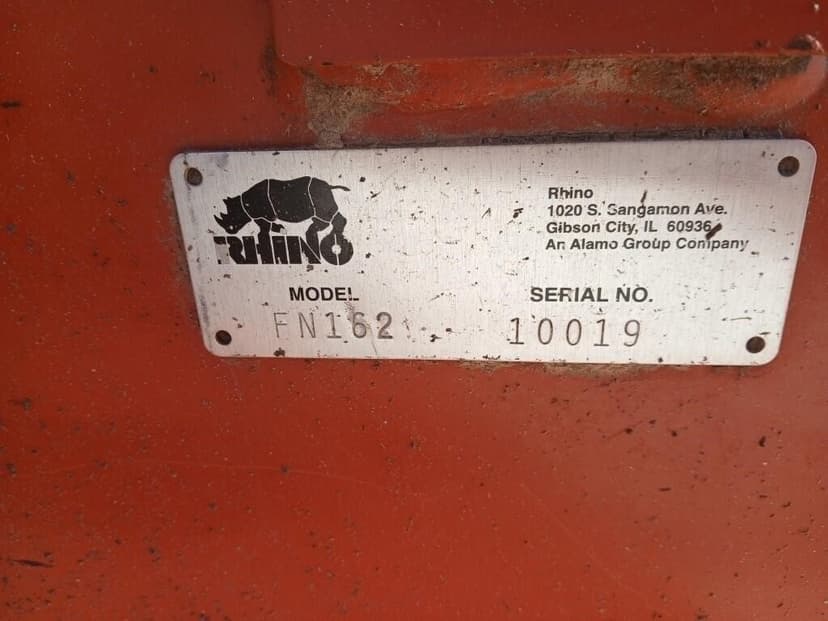 RHINO
Rhino
1020 S. Sangamon Ave.
Gibson City, IL 60936
An Alamo Group Company
MODEL
SERIAL NO.
FN162
10019